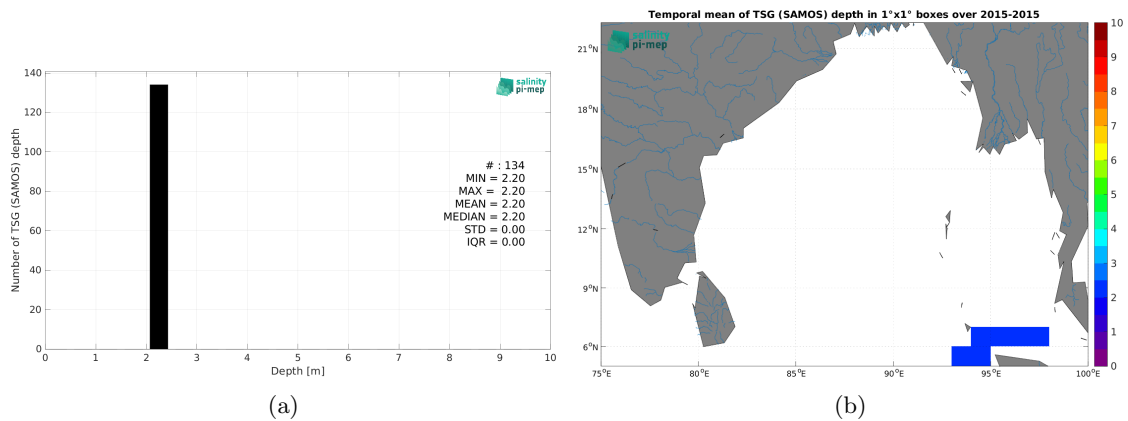 140
120
100
80
60
40
20
0
Number of TSG (SAMOS) depth
salinity
pi-mep
# : 134
MIN = 2.20
MAX = 2.20
MEAN = 2.20
MEDIAN = 2.20
STD = 0.00
IQR = 0.00
0 1 2 3 4 5 6 7 8 9 10
Depth [m]
(a)
Temporal mean of TSG (SAMOS) depth in 1°x1° boxes over 2015-2015
salinity
pi-mep
21°N
18°N
15°N
12°N
9°N
6°N
75°E 80°E 85°E 90°E 95°E 100°E
10
9
8
7
6
5
4
3
2
1
0
(b)